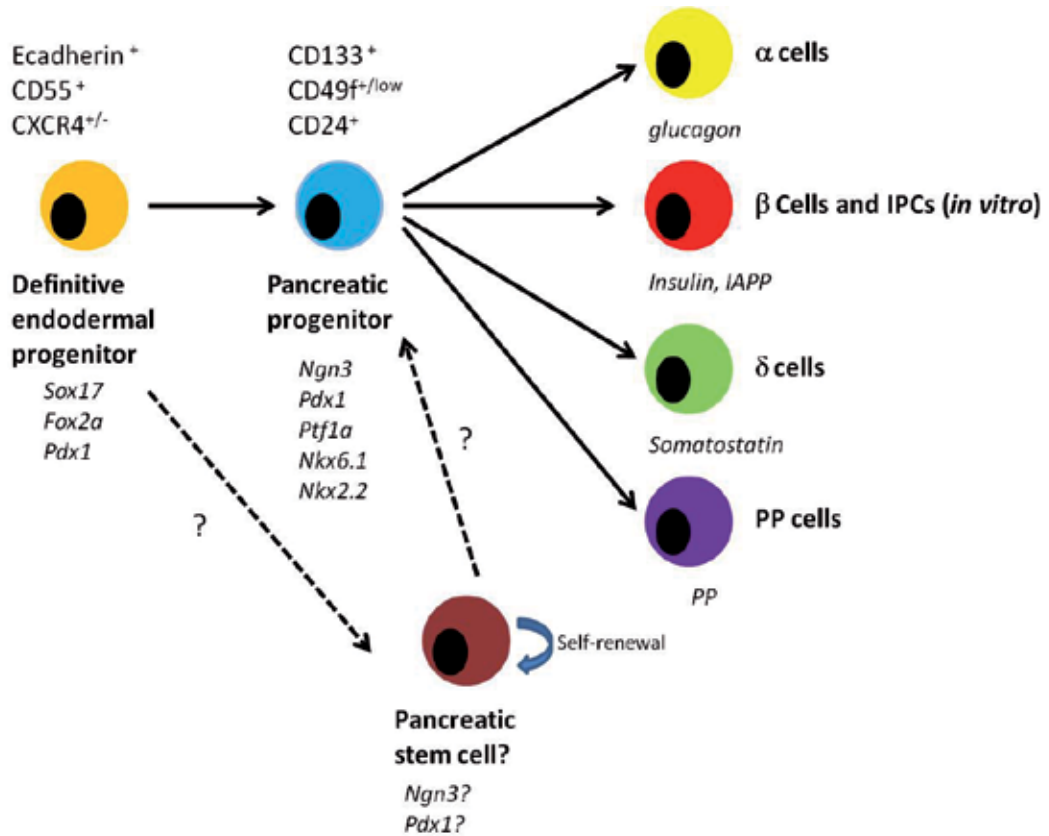 Ecadherin +
CD55 +
CXCR4+/-
CD133 +
CD49f+/low
CD24+
α cells
glucagon
β Cells and IPCs (in vitro)
Insulin, IAPP
Definitive
endodermal
progenitor
Sox17
Fox2a
Pdx1
Pancreatic
progenitor
Ngn3
Pdx1
Ptf1a
Nkx6.1
Nkx2.2
δ cells
Somatostatin
PP cells
PP
?
?
Self-renewal
Pancreatic
stem cell?
Ngn3?
Pdx1?